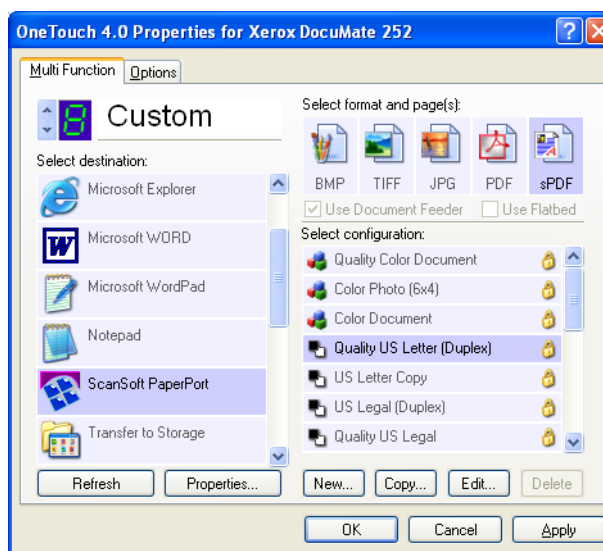 OneTouch 4.0 Properties for Xerox DocuMate 252
Multi Function
Options
Custom
Select destination:
Microsoft Explorer
Microsoft WORD
Microsoft WordPad
Notepad
ScanSoft PaperPort
Transfer to Storage
Refresh
Properties...
Select format and page(s):
BMP TIFF JPG PDF sPDF
Use Document Feeder
Use Flatbed
Select configuration:
Quality Color Document
Color Photo (6x4)
Color Document
Quality US Letter (Duplex)
US Letter Copy
US Legal (Duplex)
Quality US Legal
New...
Copy...
Edit...
Delete
OK
Cancel
Apply